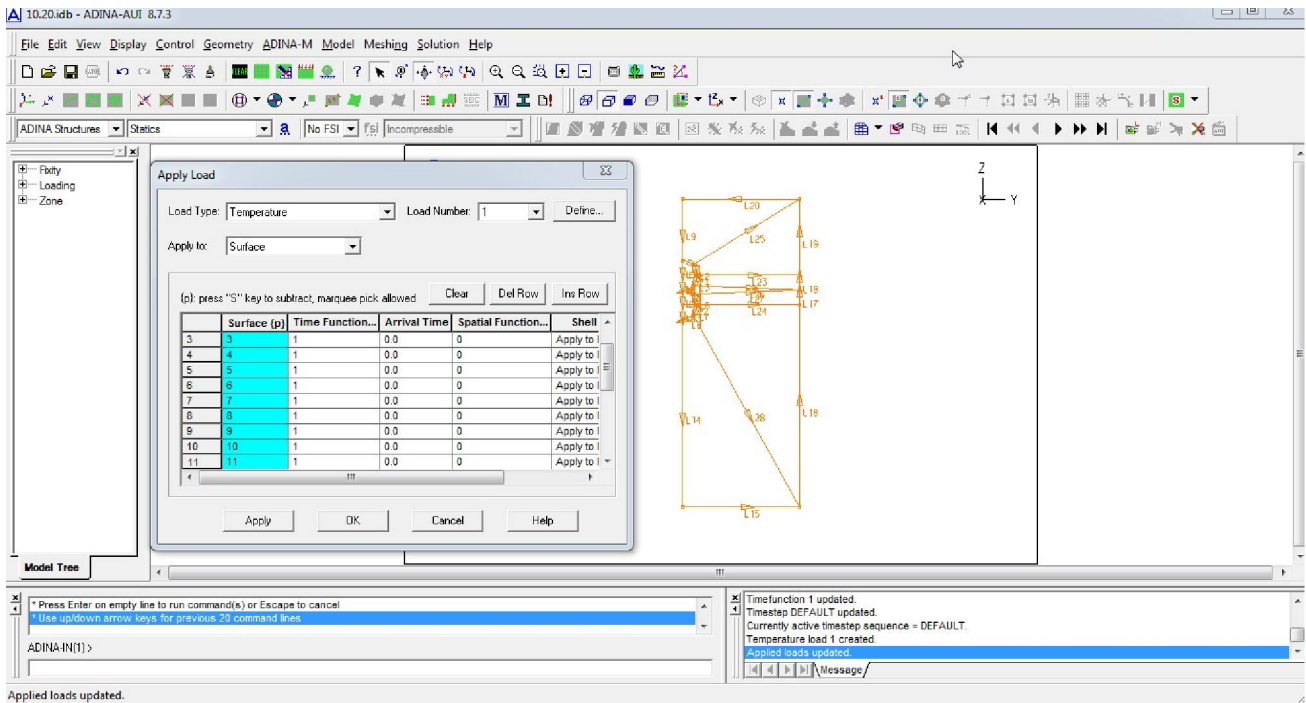 10.20.idb - ADINA-AUI 8.7.3
File Edit View Display Control Geometry ADINA-M Model Meshing Solution Help
ADINA Structures Statics No FSI fsi Incompressible
Fixity
Loading
Zone
Model Tree
Apply Load
Load Type: Temperature Load Number: 1 Define...
Apply to: Surface
{p}: press "S" key to subtract, marquee pick allowed Clear Del Row Ins Row
Surface {p} Time Function... Arrival Time Spatial Function... Shell
3 3 1 0.0 0 Apply to
4 4 1 0.0 0 Apply to
5 5 1 0.0 0 Apply to
6 6 1 0.0 0 Apply to
7 7 1 0.0 0 Apply to
8 8 1 0.0 0 Apply to
9 9 1 0.0 0 Apply to
10 10 1 0.0 0 Apply to
11 11 1 0.0 0 Apply to
Apply OK Cancel Help
Z
X Y
L20
L9 L25 L19
L23
L18
L17
L24
L14 L28 L16
L15
* Press Enter on empty line to run command(s) or Escape to cancel
* Use up/down arrow keys for previous 20 command lines
ADINA-IN(1) >
Timefunction 1 updated.
Timestep DEFAULT updated.
Currently active timestep sequence = DEFAULT.
Temperature load 1 created.
Applied loads updated.
Message
Applied loads updated.